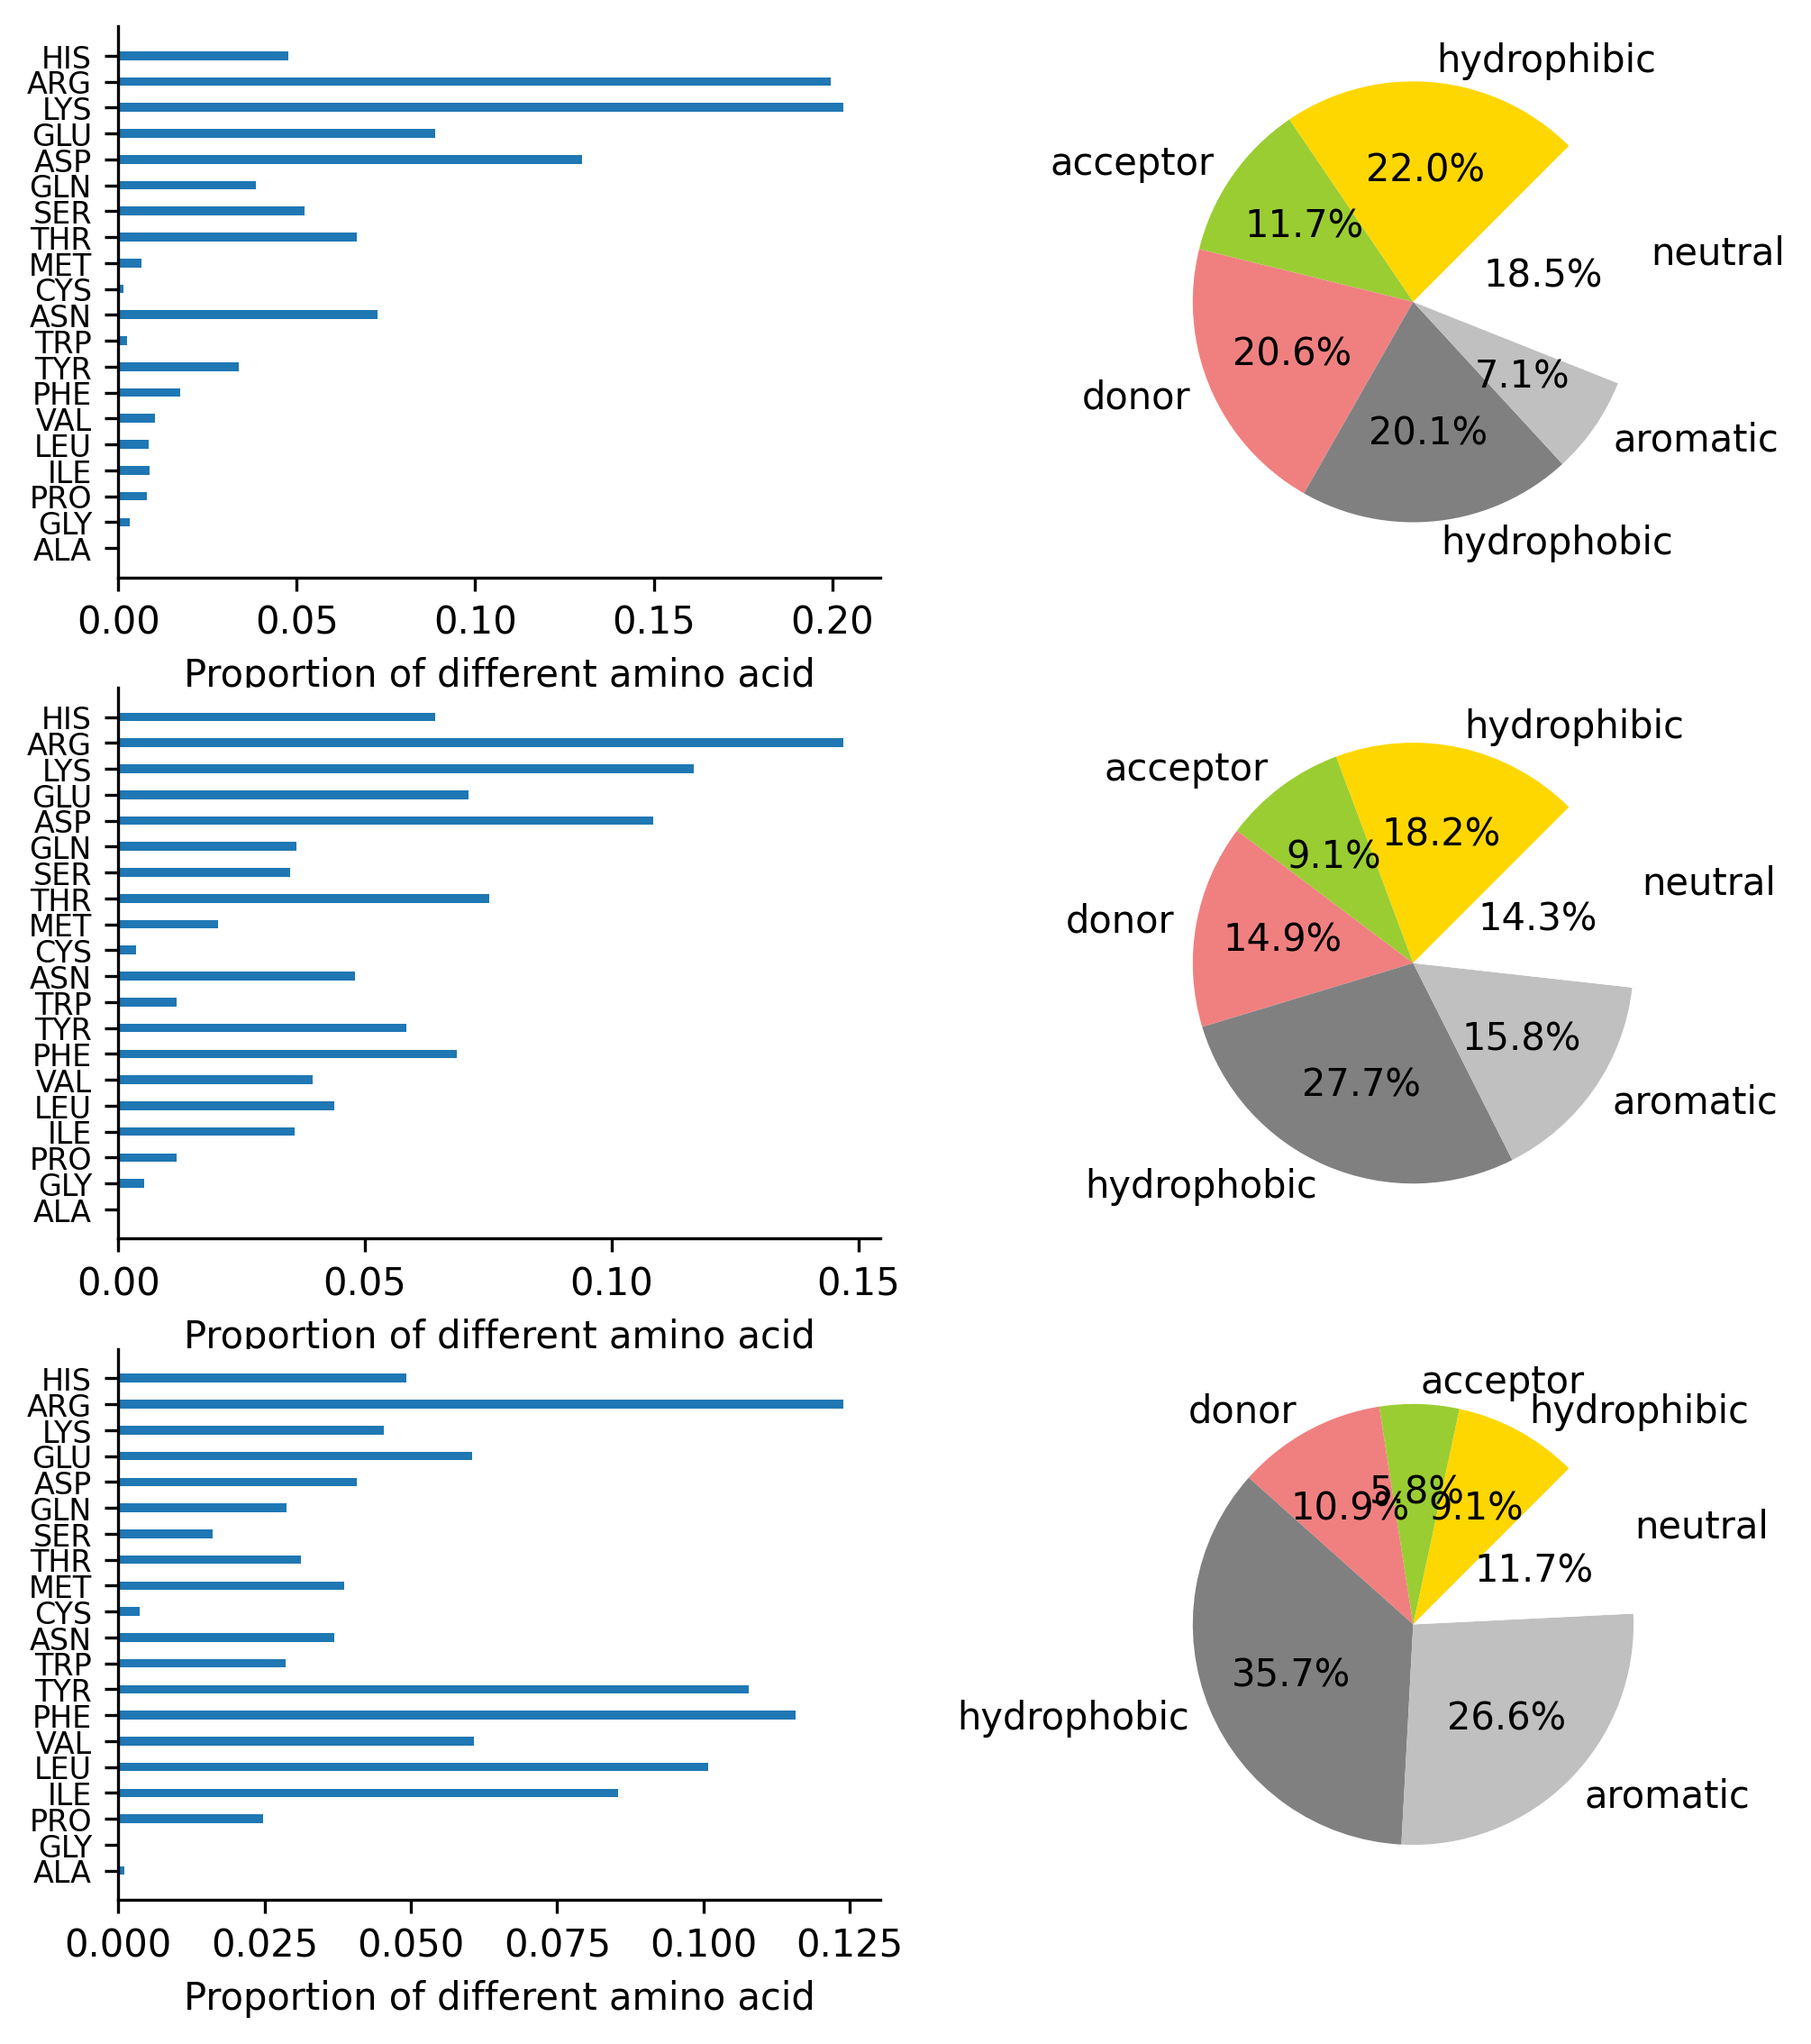 HIS
ARG
LYS
GLU
ASP
GLN
SER
THR
MET
CYS
ASN
TRP
TYR
PHE
VAL
LEU
ILE
PRO
GLY
ALA
0.00 0.05 0.10 0.15 0.20
Proportion of different amino acid
hydrophibic
acceptor
22.0%
11.7%
neutral
18.5%
20.6%
7.1%
donor
20.1%
aromatic
hydrophobic
HIS
ARG
LYS
GLU
ASP
GLN
SER
THR
MET
CYS
ASN
TRP
TYR
PHE
VAL
LEU
ILE
PRO
GLY
ALA
0.00 0.05 0.10 0.15
Proportion of different amino acid
hydrophibic
acceptor
18.2%
9.1%
neutral
donor
14.3%
14.9%
15.8%
27.7%
aromatic
hydrophobic
HIS
ARG
LYS
GLU
ASP
GLN
SER
THR
MET
CYS
ASN
TRP
TYR
PHE
VAL
LEU
ILE
PRO
GLY
ALA
0.000 0.025 0.050 0.075 0.100 0.125
Proportion of different amino acid
acceptor
donor
hydrophibic
5.8%
10.9%
9.1%
neutral
11.7%
35.7%
hydrophobic
26.6%
aromatic